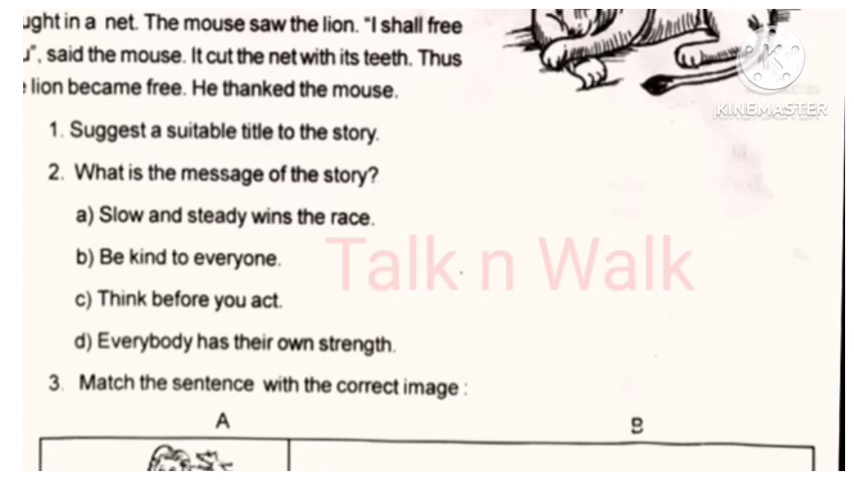 ught in a net. The mouse saw the lion. "I shall free
", said the mouse. It cut the net with its teeth. Thus
lion became free. He thanked the mouse.
KINEMASTER
1. Suggest a suitable title to the story.
2. What is the message of the story?
a) Slow and steady wins the race.
b) Be kind to everyone.
Talk n Walk
c) Think before you act.
d) Everybody has their own strength.
3. Match the sentence with the correct image :
A B